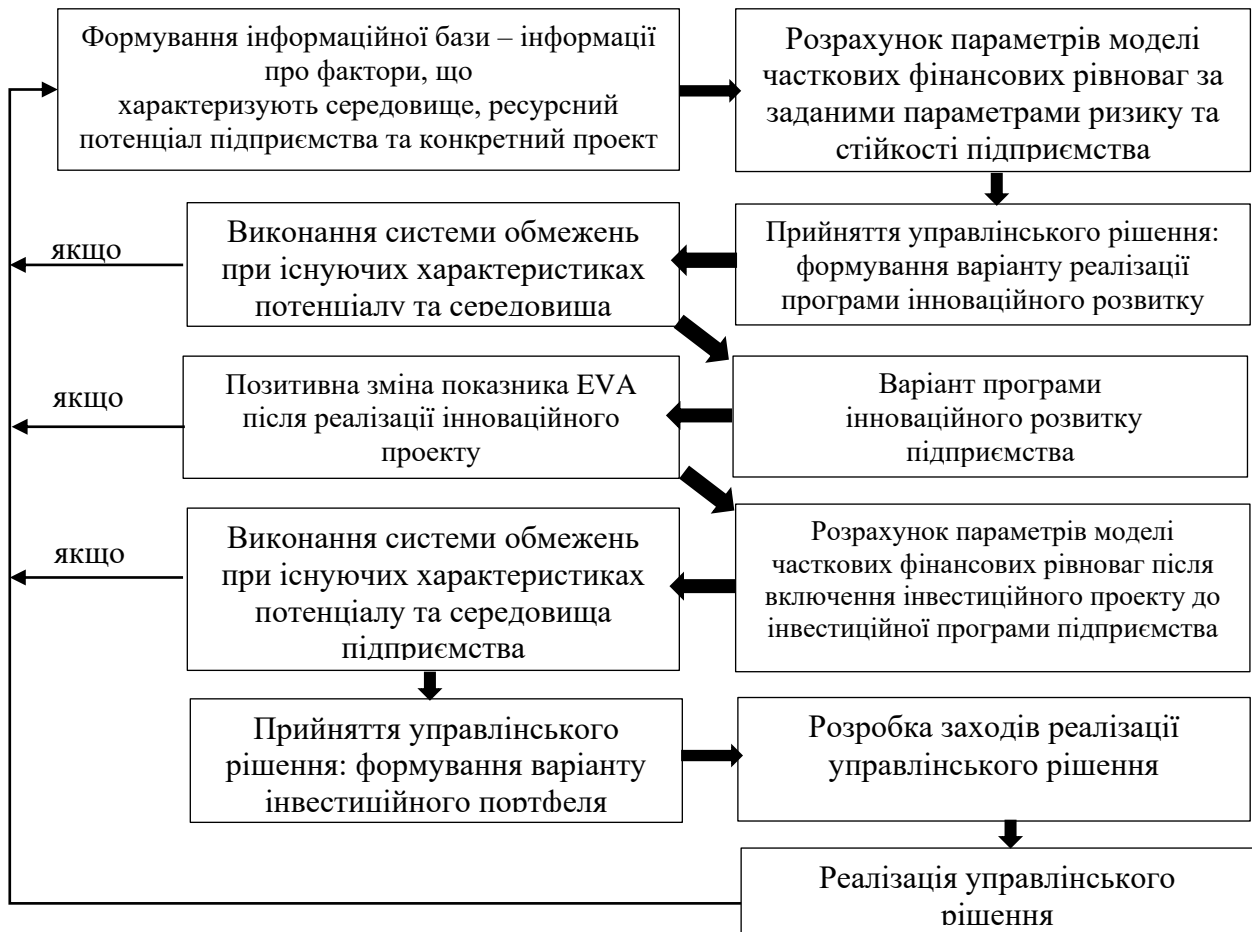 Формування інформаційної бази – інформації
про фактори, що
характеризують середовище, ресурсний
потенціал підприємства та конкретний проект
Розрахунок параметрів моделі
часткових фінансових рівноваг за
заданими параметрами ризику та
стійкості підприємства
Прийняття управлінського рішення:
формування варіанту реалізації
програми інноваційного розвитку
Виконання системи обмежень
при існуючих характеристиках
потенціалу та середовища
якщо
Варіант програми
інноваційного розвитку
підприємства
Позитивна зміна показника EVA
після реалізації інноваційного
проекту
якщо
Розрахунок параметрів моделі
часткових фінансових рівноваг після
включення інвестиційного проекту до
інвестиційної програми підприємства
Виконання системи обмежень
при існуючих характеристиках
потенціалу та середовища
підприємства
якщо
Прийняття управлінського
рішення: формування варіанту
інвестиційного портфеля
Розробка заходів реалізації
управлінського рішення
Реалізація управлінського
рішення